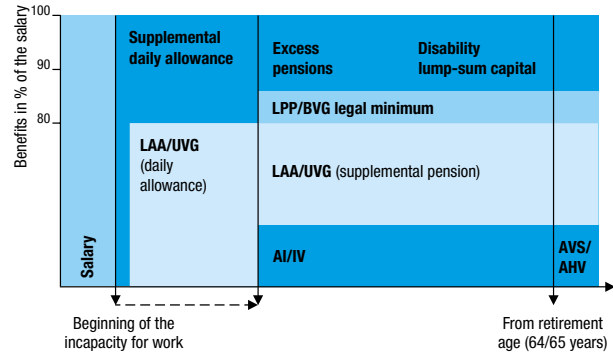 Benefits in % of the salary
100
90
80
Salary
Supplemental
daily allowance
LAA/UVG
(daily
allowance)
Excess
pensions
Disability
lump-sum capital
LPP/BVG legal minimum
LAA/UVG (supplemental pension)
AI/IV
AVS/
AHV
Beginning of the
incapacity for work
From retirement
age (64/65 years)